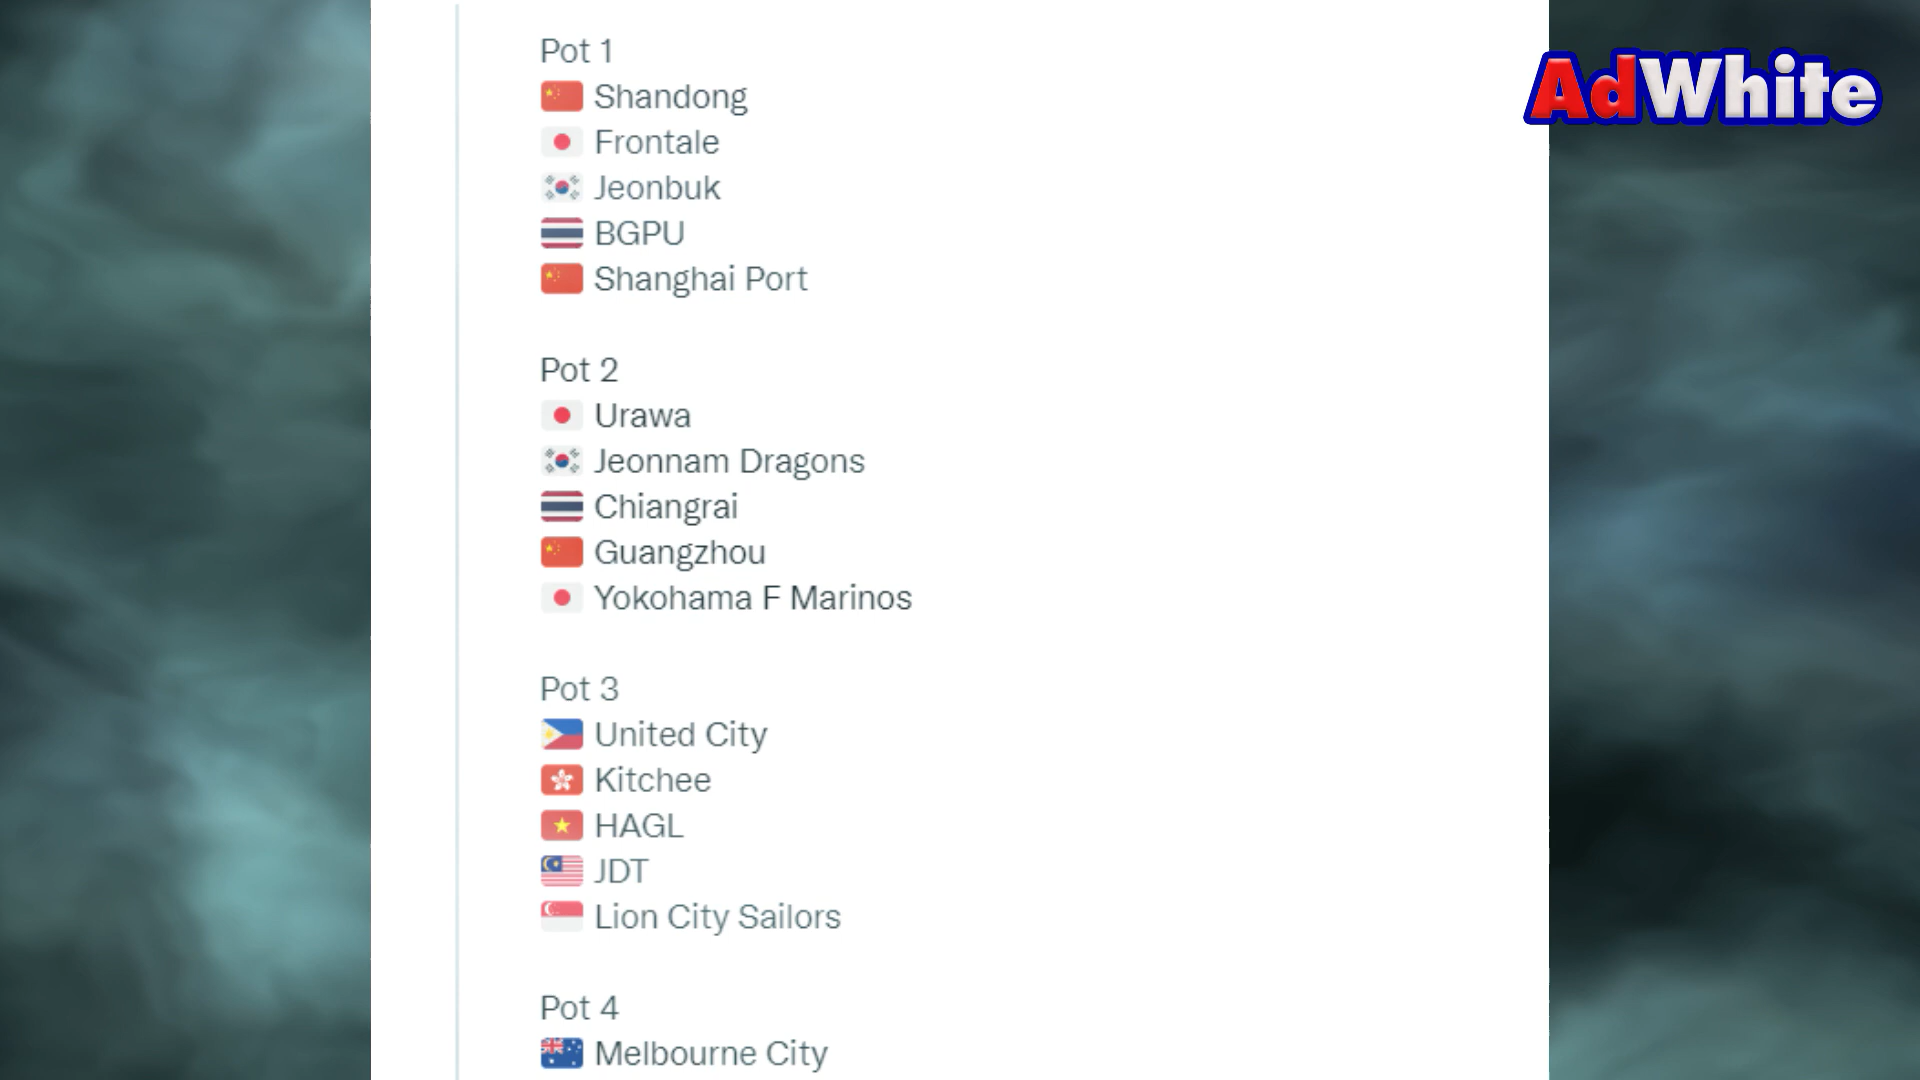 Pot 1
AdWhite
Shandong
Frontale
Jeonbuk
BGPU
Shanghai Port
Pot 2
Urawa
Jeonnam Dragons
Chiangrai
Guangzhou
Yokohama F Marinos
Pot 3
United City
Kitchee
HAGL
JDT
Lion City Sailors
Pot 4
Melbourne City